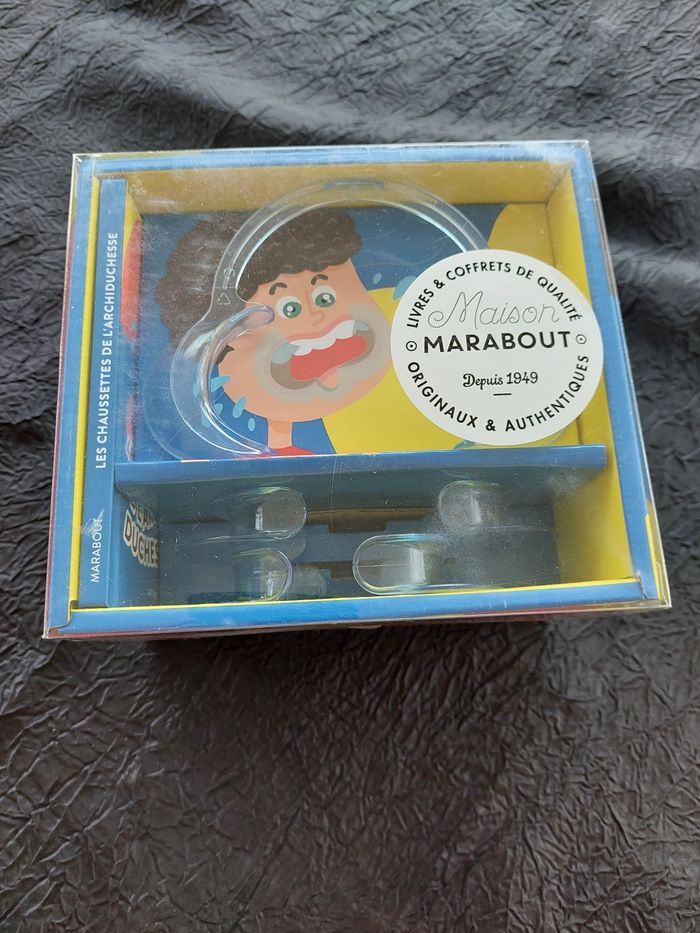 LES CHAUSSETTES DE L'ARCHIDUCHESSE
MARABOUT
LIVRES & COFFRETS DE QUALITÉ
Maison
MARABOUT
Depuis 1949
ORIGINAUX & AUTHENTIQUES